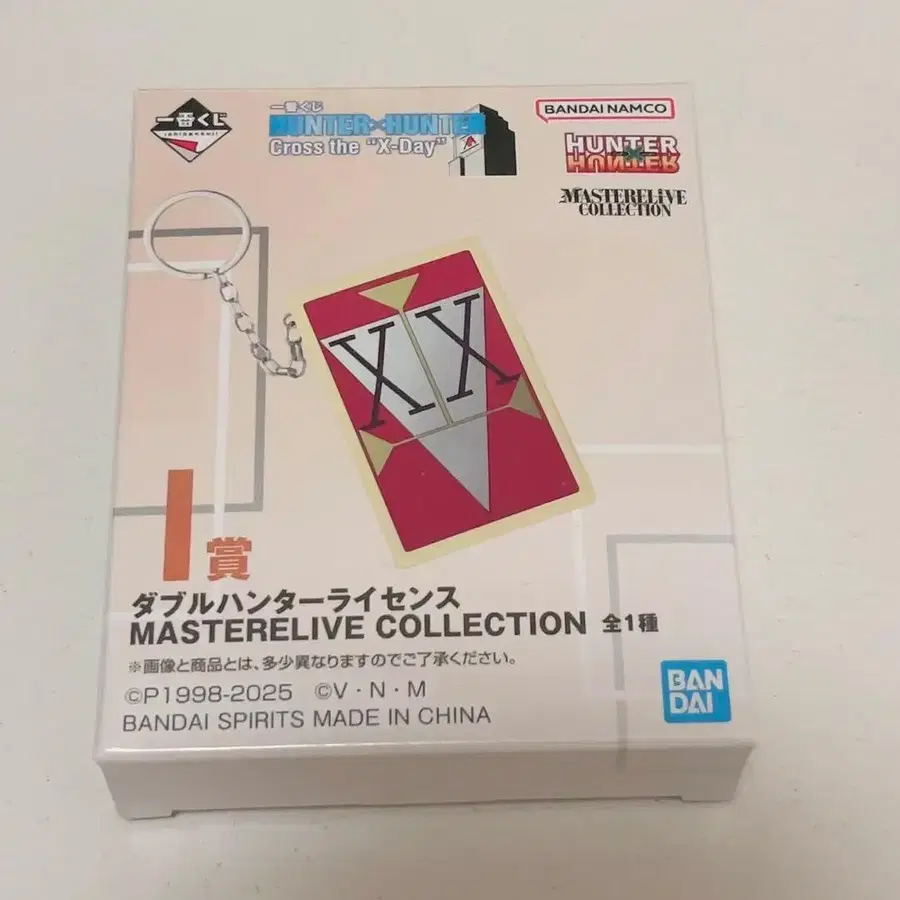 一番くじ
一番くじ
HUNTER×HUNTER
Cross the "X-Day"
BANDAI NAMCO
HUNTER
HUNTER
MASTERELIVE
COLLECTION
XX
I賞
ダブルハンターライセンス
MASTERELIVE COLLECTION 全1種
※画像と商品とは、多少異なりますのでご了承ください。
©P1998-2025 ©V・N・M
BANDAI SPIRITS MADE IN CHINA
BAN
DAI